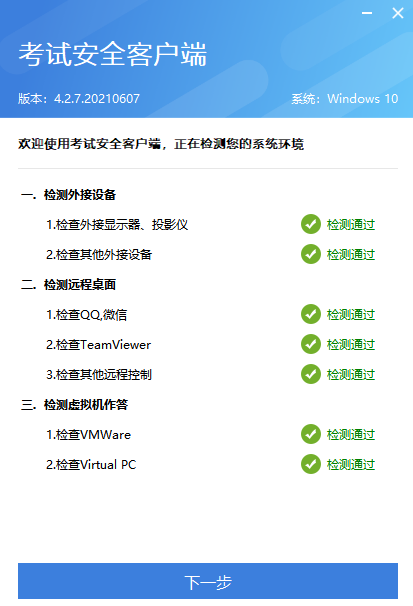 考试安全客户端
版本：4.2.7.20210607 系统：Windows 10
欢迎使用考试安全客户端，正在检测您的系统环境
一. 检测外接设备
1.检查外接显示器、投影仪 检测通过
2.检查其他外接设备 检测通过
二. 检测远程桌面
1.检查QQ,微信 检测通过
2.检查TeamViewer 检测通过
3.检查其他远程控制 检测通过
三. 检测虚拟机作答
1.检查VMWare 检测通过
2.检查Virtual PC 检测通过
下一步